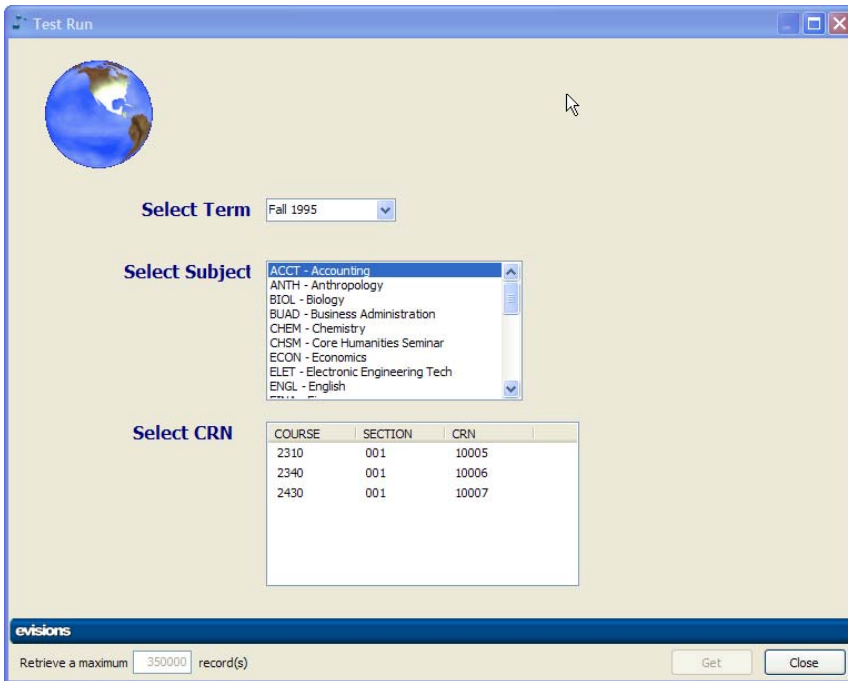 Test Run
Select Term Fall 1995
Select Subject
ACCT - Accounting
ANTH - Anthropology
BIOL - Biology
BUAD - Business Administration
CHEM - Chemistry
CHSM - Core Humanities Seminar
ECON - Economics
ELET - Electronic Engineering Tech
ENGL - English
Select CRN
COURSE SECTION CRN
2310 001 10005
2340 001 10006
2430 001 10007
evisions
Retrieve a maximum 350000 record(s)
Get Close